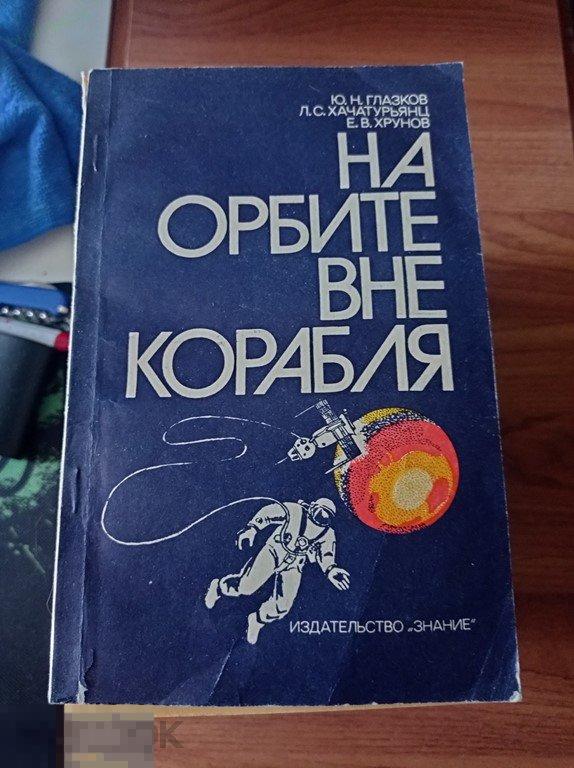 Ю. Н. ГЛАЗКОВ
Л. С. ХАЧАТУРЬЯНЦ
Е. В. ХРУНОВ
НА
ОРБИТЕ
ВНЕ
КОРАБЛЯ
ИЗДАТЕЛЬСТВО „ЗНАНИЕ"